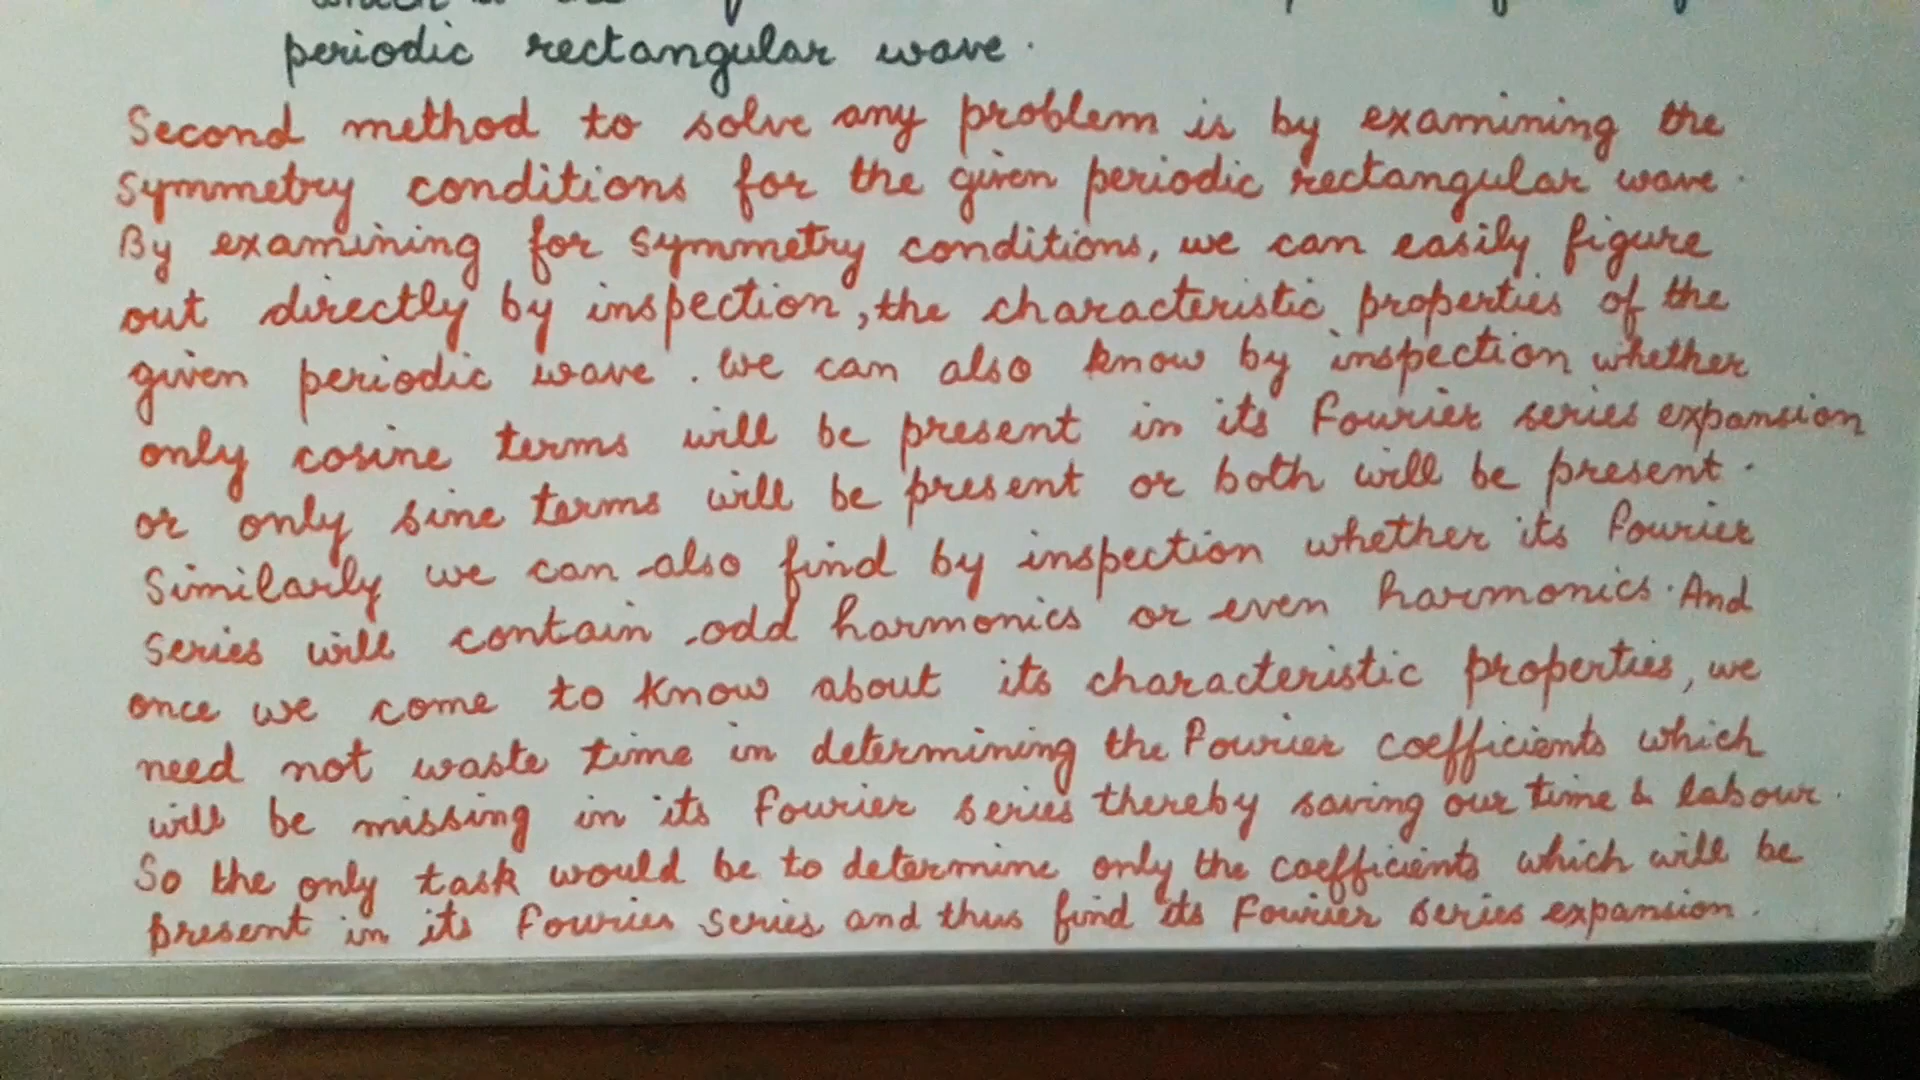 periodic rectangular wave.
Second method to solve any problem is by examining the
symmetry conditions for the given periodic rectangular wave.
By examining for symmetry conditions, we can easily figure
out directly by inspection, the characteristic properties of the
given periodic wave. We can also know by inspection whether
only cosine terms will be present in its Fourier series expansion
or only sine terms will be present or both will be present.
Similarly we can also find by inspection whether its Fourier
series will contain odd harmonics or even harmonics. And
once we come to know about its characteristic properties, we
need not waste time in determining the Fourier coefficients which
will be missing in its Fourier series thereby saving our time & labour.
So the only task would be to determine only the coefficients which will be
present in its Fourier series and thus find its Fourier series expansion.